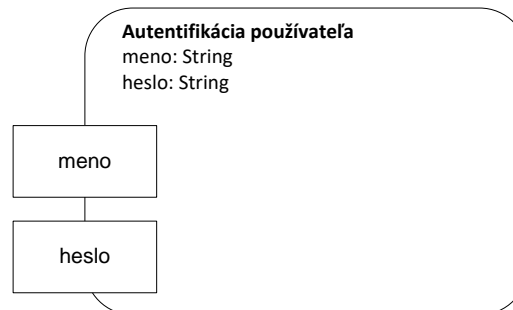 Autentifikácia používateľa
meno: String
heslo: String
meno
heslo